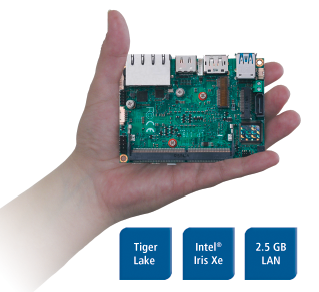 Tiger
Lake
Intel®
Iris Xe
2.5 GB
LAN